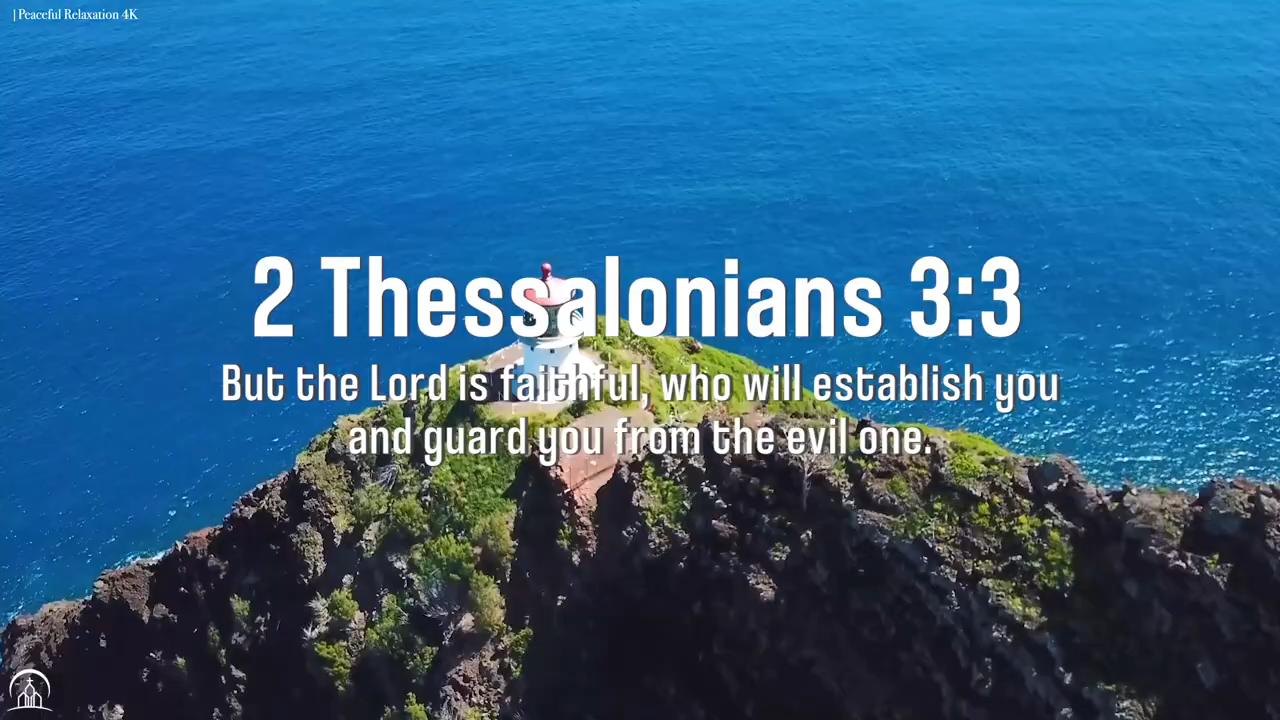 | Peaceful Relaxation 4K
2 Thessalonians 3:3
But the Lord is faithful, who will establish you
and guard you from the evil one.